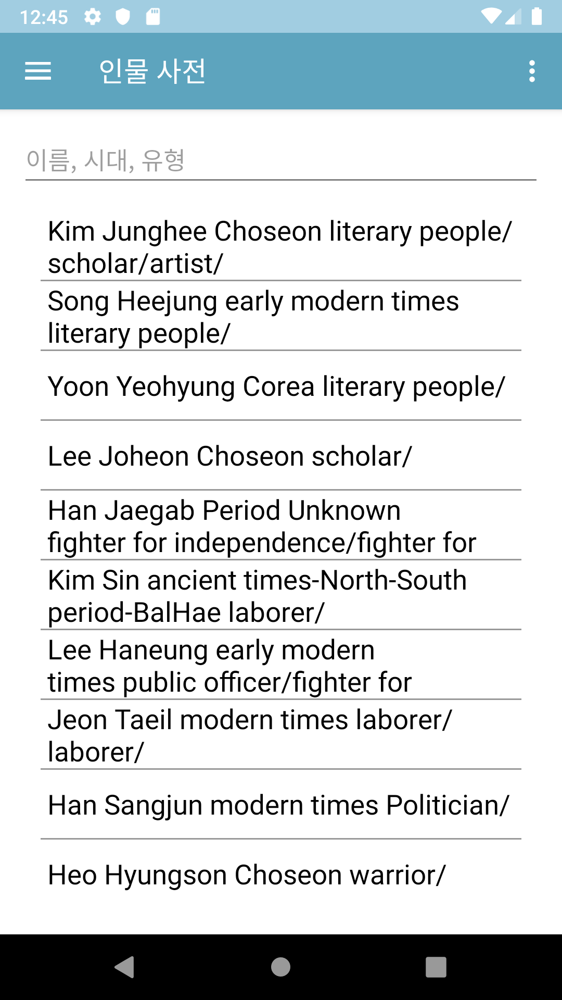 12:45
인물 사전
이름, 시대, 유형
Kim Junghee Choseon literary people/
scholar/artist/
Song Heejung early modern times
literary people/
Yoon Yeohyung Corea literary people/
Lee Joheon Choseon scholar/
Han Jaegab Period Unknown
fighter for independence/fighter for
Kim Sin ancient times-North-South
period-BalHae laborer/
Lee Haneung early modern
times public officer/fighter for
Jeon Taeil modern times laborer/
laborer/
Han Sangjun modern times Politician/
Heo Hyungson Choseon warrior/